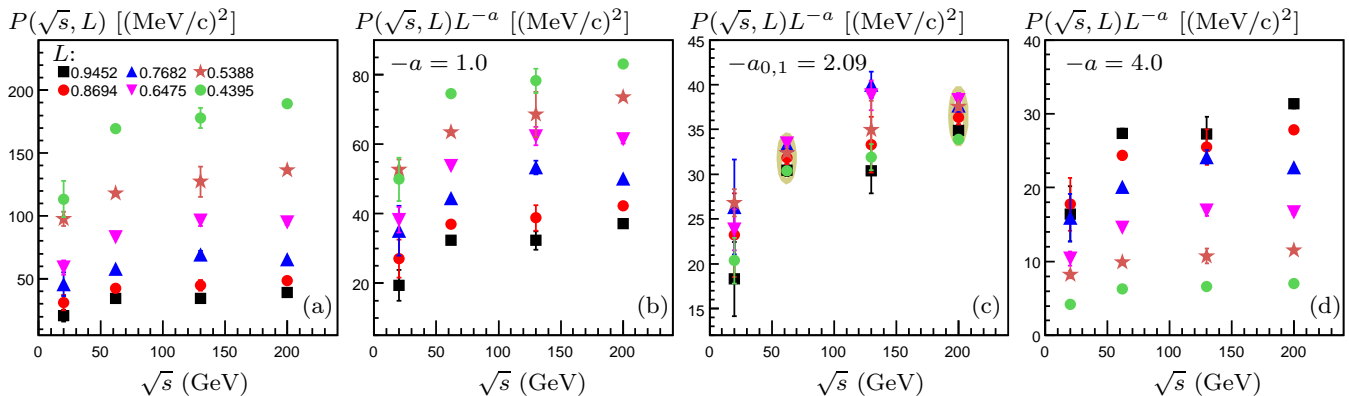 P(√s, L) [(MeV/c)²]
L:
0.9452 0.7682 0.5388
0.8694 0.6475 0.4395
200
150
100
50
(a)
0 50 100 150 200
√s (GeV)
P(√s, L)L⁻ᵃ [(MeV/c)²]
−a = 1.0
80
60
40
20
(b)
0 50 100 150 200
√s (GeV)
P(√s, L)L⁻ᵃ [(MeV/c)²]
−a₀,₁ = 2.09
45
40
35
30
25
20
15
(c)
0 50 100 150 200
√s (GeV)
P(√s, L)L⁻ᵃ [(MeV/c)²]
−a = 4.0
40
30
20
10
0
(d)
0 50 100 150 200
√s (GeV)